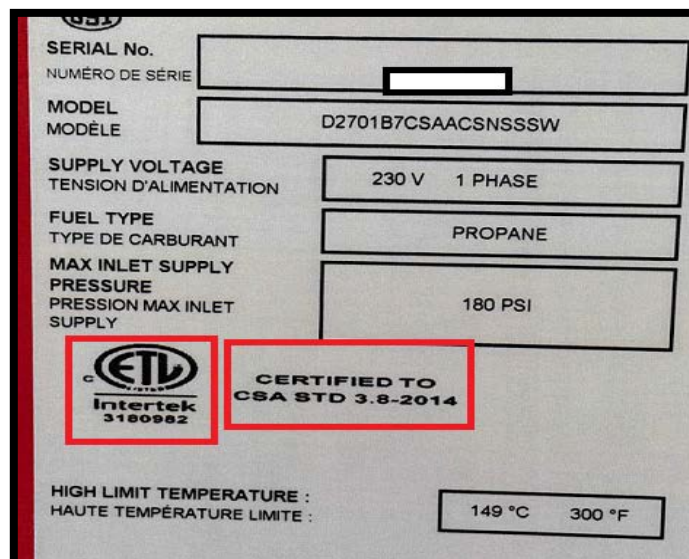 GSI
SERIAL No.
NUMÉRO DE SÉRIE
MODEL
MODÈLE
D2701B7CSAACSNSSSW
SUPPLY VOLTAGE
TENSION D'ALIMENTATION
230 V 1 PHASE
FUEL TYPE
TYPE DE CARBURANT
PROPANE
MAX INLET SUPPLY
PRESSURE
PRESSION MAX INLET
SUPPLY
180 PSI
C
ETL
LISTED
Intertek
3180982
CERTIFIED TO
CSA STD 3.8-2014
HIGH LIMIT TEMPERATURE :
HAUTE TEMPÉRATURE LIMITE :
149 °C 300 °F